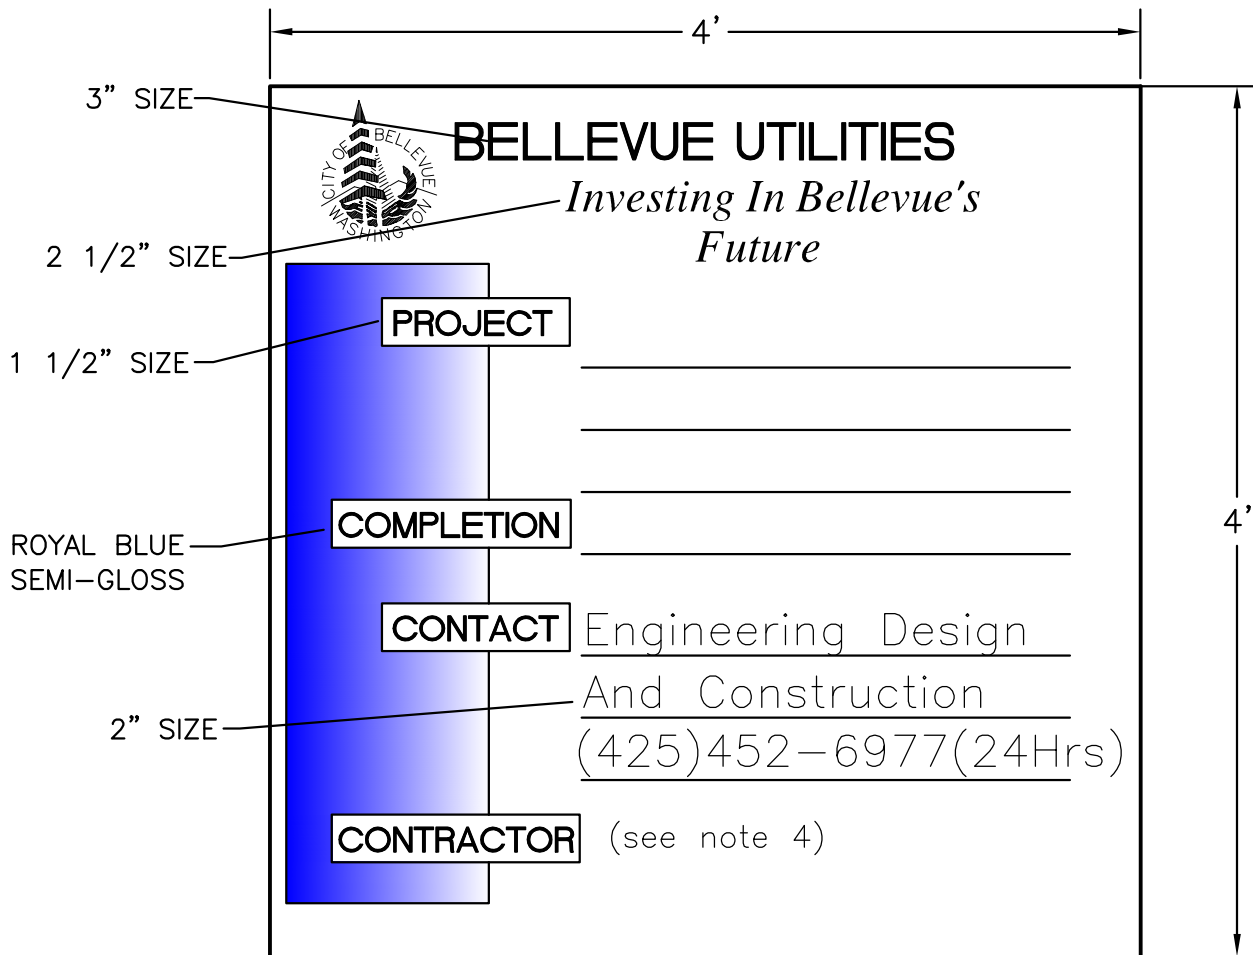 4'
3" SIZE
CITY OF BELLEVUE
WASHINGTON
BELLEVUE UTILITIES
Investing In Bellevue's
Future
2 1/2" SIZE
PROJECT
1 1/2" SIZE
COMPLETION
4'
ROYAL BLUE
SEMI-GLOSS
CONTACT Engineering Design
And Construction
2" SIZE
(425)452-6977(24Hrs)
CONTRACTOR (see note 4)